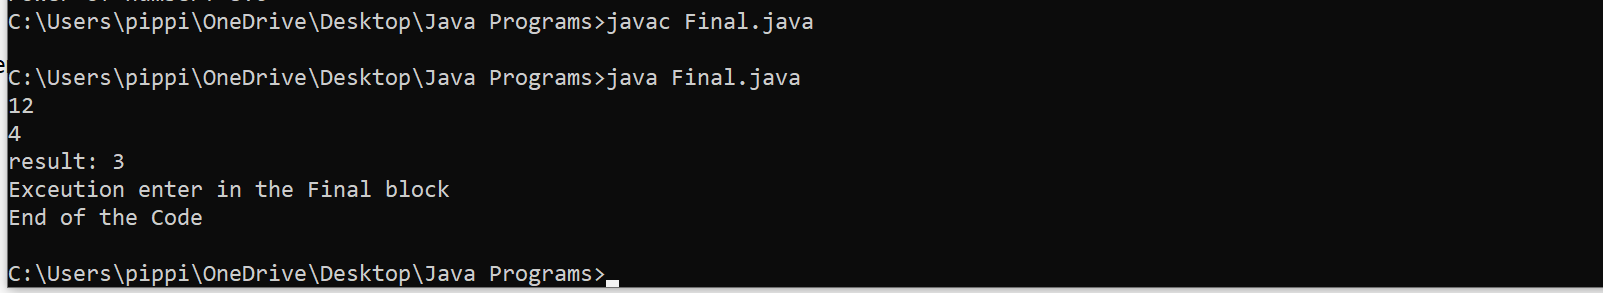 C:\Users\pippi\OneDrive\Desktop\Java Programs>javac Final.java
C:\Users\pippi\OneDrive\Desktop\Java Programs>java Final.java
12
4
result: 3
Exceution enter in the Final block
End of the Code
C:\Users\pippi\OneDrive\Desktop\Java Programs>